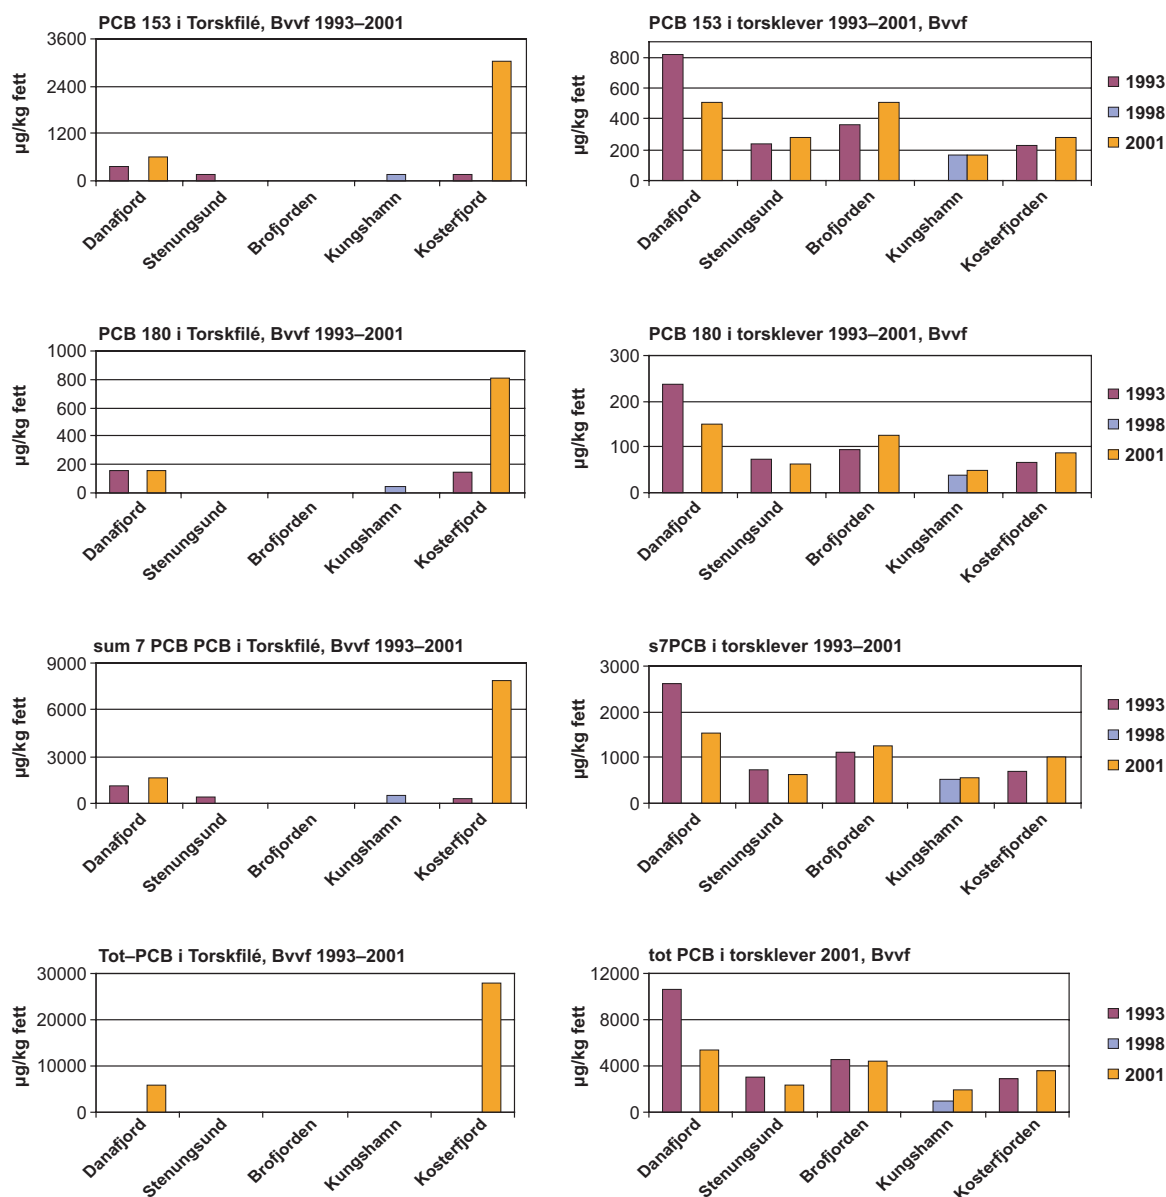 PCB 153 i Torskfilé, Bvvf 1993–2001
µg/kg fett
3600
2400
1200
0
Danafjord
Stenungsund
Brofjorden
Kungshamn
Kosterfjord
PCB 153 i torsklever 1993–2001, Bvvf
µg/kg fett
800
600
400
200
0
Danafjord
Stenungsund
Brofjorden
Kungshamn
Kosterfjorden
1993
1998
2001
PCB 180 i Torskfilé, Bvvf 1993–2001
µg/kg fett
1000
800
600
400
200
0
Danafjord
Stenungsund
Brofjorden
Kungshamn
Kosterfjord
PCB 180 i torsklever 1993–2001, Bvvf
µg/kg fett
300
200
100
0
Danafjord
Stenungsund
Brofjorden
Kungshamn
Kosterfjorden
1993
1998
2001
sum 7 PCB PCB i Torskfilé, Bvvf 1993–2001
µg/kg fett
9000
6000
3000
0
Danafjord
Stenungsund
Brofjorden
Kungshamn
Kosterfjord
s7PCB i torsklever 1993–2001
µg/kg fett
3000
2000
1000
0
Danafjord
Stenungsund
Brofjorden
Kungshamn
Kosterfjorden
1993
1998
2001
Tot–PCB i Torskfilé, Bvvf 1993–2001
µg/kg fett
30000
20000
10000
0
Danafjord
Stenungsund
Brofjorden
Kungshamn
Kosterfjord
tot PCB i torsklever 2001, Bvvf
µg/kg fett
12000
8000
4000
0
Danafjord
Stenungsund
Brofjorden
Kungshamn
Kosterfjorden
1993
1998
2001